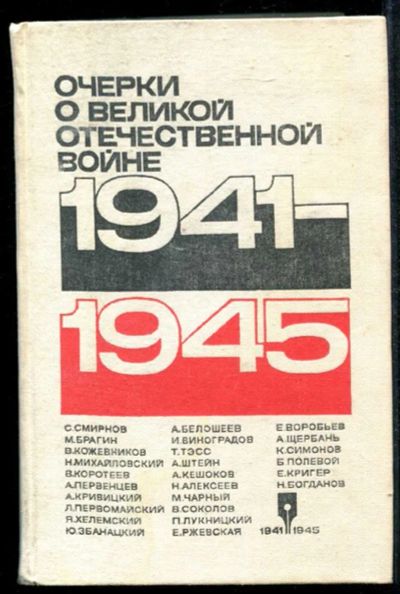 ОЧЕРКИ
О ВЕЛИКОЙ
ОТЕЧЕСТВЕННОЙ
ВОЙНЕ
1941–
1945
С.СМИРНОВ
М.БРАГИН
В.КОЖЕВНИКОВ
Н.МИХАЙЛОВСКИЙ
В.КОРОТЕЕВ
А.ПЕРВЕНЦЕВ
А.КРИВИЦКИЙ
Л.ПЕРВОМАЙСКИЙ
Я.ХЕЛЕМСКИЙ
Ю.ЗБАНАЦКИЙ
А.БЕЛОШЕЕВ
И.ВИНОГРАДОВ
Т.ТЭСС
А.ШТЕЙН
А.КЕШОКОВ
Н.АЛЕКСЕЕВ
М.ЧАРНЫЙ
В.СОКОЛОВ
П.ЛУКНИЦКИЙ
Е.РЖЕВСКАЯ
Е.ВОРОБЬЕВ
А.ЩЕРБАНЬ
К.СИМОНОВ
Б.ПОЛЕВОЙ
Е.КРИГЕР
Н.БОГДАНОВ
1941 1945